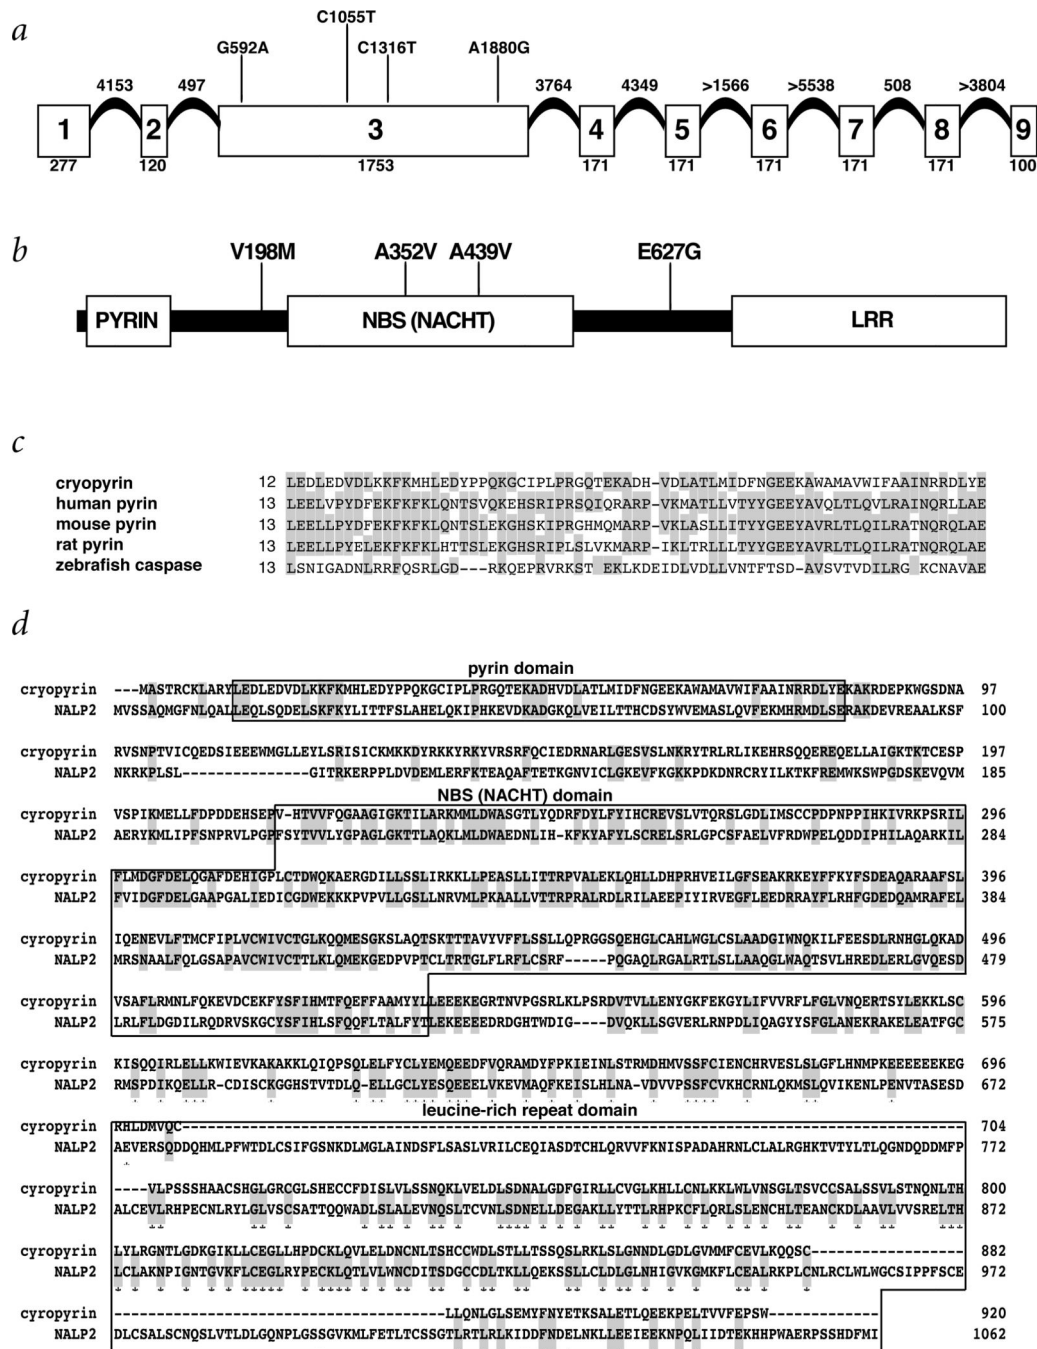 a
C1055T
G592A C1316T A1880G
4153 497 3764 4349 >1566 >5538 508 >3804
1 2 3 4 5 6 7 8 9
277 120 1753 171 171 171 171 171 100
b
V198M A352V A439V E627G
PYRIN NBS (NACHT) LRR
c
cryopyrin 12 LEDLEDVDLKKFKMHLEDYPPQKGCIPLPRGQTEKADH-VDLATLMIDFNGEEKAWAMAVWIFAAINRRDLYE
human pyrin 13 LEELVPYDFEKFKFKLQNTSVQKEHSRIPRSQIQRARP-VKMATLLVTYYGEEYAVQLTLQVLRAINQRLLAE
mouse pyrin 13 LEELLPYDFEKFKFKLQNTSLEKGHSKIPRGHMQMARP-VKLASLLITYYGEEYAVRLTLQILRATNQRQLAE
rat pyrin 13 LEELLPYELEKFKFKLHTTSLEKGHSRIPLSLVKMARP-IKLTRLLLTYYGEEYAVRLTLQILRATNQRQLAE
zebrafish caspase 13 LSNIGADNLRRFQSRLGD---RKQEPRVRKST EKLKDEIDLVDLLVNTFTSD-AVSVTVDILRG KCNAVAE
d
pyrin domain
cryopyrin ---MASTRCKLARYLEDLEDVDLKKFKMHLEDYPPQKGCIPLPRGQTEKADHVDLATLMIDFNGEEKAWAMAVWIFAAINRRDLYEKAKRDEPKWGSDNA 97
NALP2 MVSSAQMGFNLQALLEQLSQDELSKFKYLITTFSLAHELQKIPHKEVDKADGKQLVEILTTHCDSYWVEMASLQVFEKMHRMDLSERAKDEVREAALKSF 100
cryopyrin RVSNPTVICQEDSIEEEWMGLLEYLSRISICKMKKDYRKKYRKYVRSRFQCIEDRNARLGESVSLNKRYTRLRLIKEHRSQQEREQELLAIGKTKTCESP 197
NALP2 NKRKPLSL---------------GITRKERPPLDVDEMLERFKTEAQAFTETKGNVICLGKEVFKGKKPDKDNRCRYILKTKFREMWKSWPGDSKEVQVM 185
NBS (NACHT) domain
cryopyrin VSPIKMELLFDPDDEHSEPV-HTVVFQGAAGIGKTILARKMMLDWASGTLYQDRFDYLFYIHCREVSLVTQRSLGDLIMSCCPDPNPPIHKIVRKPSRIL 296
NALP2 AERYKMLIPFSNPRVLPGPFSYTVVLYGPAGLGKTTLAQKLMLDWAEDNLIH-KFKYAFYLSCRELSRLGPCSFAELVFRDWPELQDDIPHILAQARKIL 284
cyropyrin FLMDGFDELQGAFDEHIGPLCTDWQKAERGDILLSSLIRKKLLPEASLLITTRPVALEKLQHLLDHPRHVEILGFSEAKRKEYFFKYFSDEAQARAAFSL 396
NALP2 FVIDGFDELGAAPGALIEDICGDWEKKKPVPVLLGSLLNRVMLPKAALLVTTRPRALRDLRILAEEPIYIRVEGFLEEDRRAYFLRHFGDEDQAMRAFEL 384
cyropyrin IQENEVLFTMCFIPLVCWIVCTGLKQQMESGKSLAQTSKTTTAVYVFFLSSLLQPRGGSQEHGLCAHLWGLCSLAADGIWNQKILFEESDLRNHGLQKAD 496
NALP2 MRSNAALFQLGSAPAVCWIVCTTLKLQMEKGEDPVPTCLTRTGLFLRFLCSRF-----PQGAQLRGALRTLSLLAAQGLWAQTSVLHREDLERLGVQESD 479
cyropyrin VSAFLRMNLFQKEVDCEKFYSFIHMTFQEFFAAMYYLLEEEKEGRTNVPGSRLKLPSRDVTVLLENYGKFEKGYLIFVVRFLFGLVNQERTSYLEKKLSC 596
NALP2 LRLFLDGDILRQDRVSKGCYSFIHLSFQQFLTALFYTLEKEEEEDRDGHTWDIG----DVQKLLSGVERLRNPDLIQAGYYSFGLANEKRAKELEATFGC 575
cyropyrin KISQQIRLELLKWIEVKAKAKKLQIQPSQLELFYCLYEMQEEDFVQRAMDYFPKIEINLSTRMDHMVSSFCIENCHRVESLSLGFLHNMPKEEEEEEKEG 696
NALP2 RMSPDIKQELLR-CDISCKGGHSTVTDLQ-ELLGCLYESQEEELVKEVMAQFKEISLHLNA-VDVVPSSFCVKHCRNLQKMSLQVIKENLPENVTASESD 672
leucine-rich repeat domain
cyropyrin RHLDMVQC-------------------------------------------------------------------------------------------- 704
NALP2 AEVERSQDDQHMLPFWTDLCSIFGSNKDLMGLAINDSFLSASLVRILCEQIASDTCHLQRVVFKNISPADAHRNLCLALRGHKTVTYLTLQGNDQDDMFP 772
cyropyrin ----VLPSSSHAACSHGLGRCGLSHECCFDISLVLSSNQKLVELDLSDNALGDFGIRLLCVGLKHLLCNLKKLWLVNSGLTSVCCSALSSVLSTNQNLTH 800
NALP2 ALCEVLRHPECNLRYLGLVSCSATTQQWADLSLALEVNQSLTCVNLSDNELLDEGAKLLYTTLRHPKCFLQRLSLENCHLTEANCKDLAAVLVVSRELTH 872
cyropyrin LYLRGNTLGDKGIKLLCEGLLHPDCKLQVLELDNCNLTSHCCWDLSTLLTSSQSLRKLSLGNNDLGDLGVMMFCEVLKQQSC------------------ 882
NALP2 LCLAKNPIGNTGVKFLCEGLRYPECKLQTLVLWNCDITSDGCCDLTKLLQEKSSLLCLDLGLNHIGVKGMKFLCEALRKPLCNLRCLWLWGCSIPPFSCE 972
cyropyrin ---------------------------------------LLQNLGLSEMYFNYETKSALETLQEEKPELTVVFEPSW------------- 920
NALP2 DLCSALSCNQSLVTLDLGQNPLGSSGVKMLFETLTCSSGTLRTLRLKIDDFNDELNKLLEEIEEKNPQLIIDTEKHHPWAERPSSHDFMI 1062